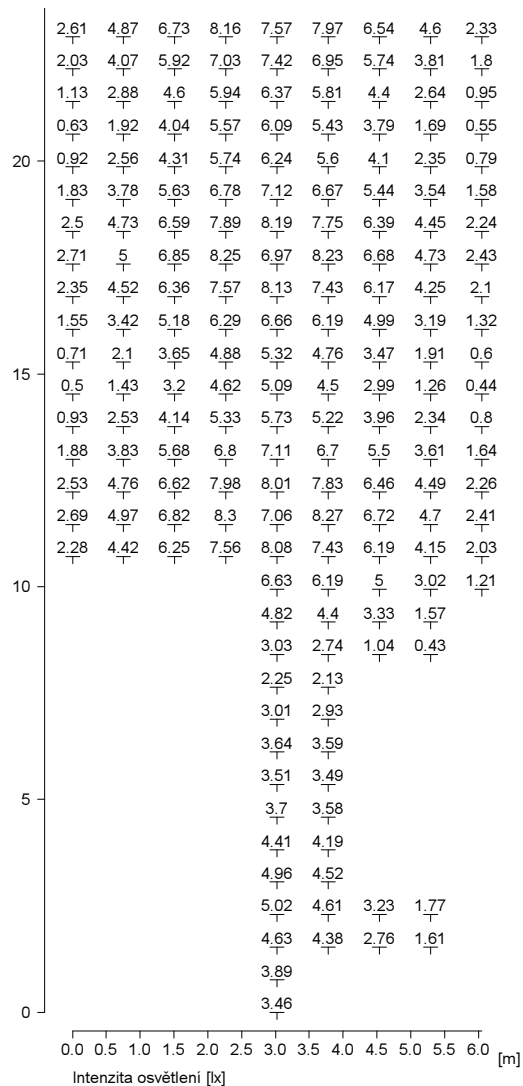 2.61 4.87 6.73 8.16 7.57 7.97 6.54 4.6 2.33
2.03 4.07 5.92 7.03 7.42 6.95 5.74 3.81 1.8
1.13 2.88 4.6 5.94 6.37 5.81 4.4 2.64 0.95
0.63 1.92 4.04 5.57 6.09 5.43 3.79 1.69 0.55
20 0.92 2.56 4.31 5.74 6.24 5.6 4.1 2.35 0.79
1.83 3.78 5.63 6.78 7.12 6.67 5.44 3.54 1.58
2.5 4.73 6.59 7.89 8.19 7.75 6.39 4.45 2.24
2.71 5 6.85 8.25 6.97 8.23 6.68 4.73 2.43
2.35 4.52 6.36 7.57 8.13 7.43 6.17 4.25 2.1
1.55 3.42 5.18 6.29 6.66 6.19 4.99 3.19 1.32
15 0.71 2.1 3.65 4.88 5.32 4.76 3.47 1.91 0.6
0.5 1.43 3.2 4.62 5.09 4.5 2.99 1.26 0.44
0.93 2.53 4.14 5.33 5.73 5.22 3.96 2.34 0.8
1.88 3.83 5.68 6.8 7.11 6.7 5.5 3.61 1.64
2.53 4.76 6.62 7.98 8.01 7.83 6.46 4.49 2.26
2.69 4.97 6.82 8.3 7.06 8.27 6.72 4.7 2.41
2.28 4.42 6.25 7.56 8.08 7.43 6.19 4.15 2.03
10 6.63 6.19 5 3.02 1.21
4.82 4.4 3.33 1.57
3.03 2.74 1.04 0.43
2.25 2.13
3.01 2.93
3.64 3.59
3.51 3.49
5 3.7 3.58
4.41 4.19
4.96 4.52
5.02 4.61 3.23 1.77
4.63 4.38 2.76 1.61
3.89
0 3.46
0.0 0.75 1.0 1.5 2.0 3.0 3.5 4.0 4.5 5.0 6.0 [m]
Intenzita osvětlení [lx]